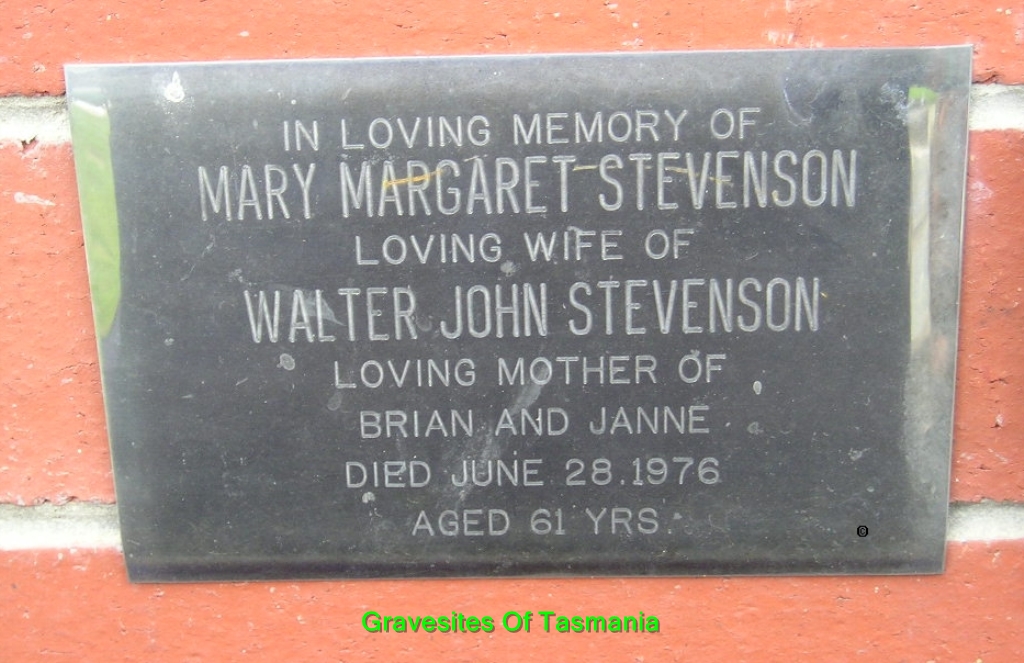 IN LOVING MEMORY OF
MARY MARGARET STEVENSON
LOVING WIFE OF
WALTER JOHN STEVENSON
LOVING MOTHER OF
BRIAN AND JANNE
DIED JUNE 28.1976
AGED 61 YRS.
©
Gravesites Of Tasmania